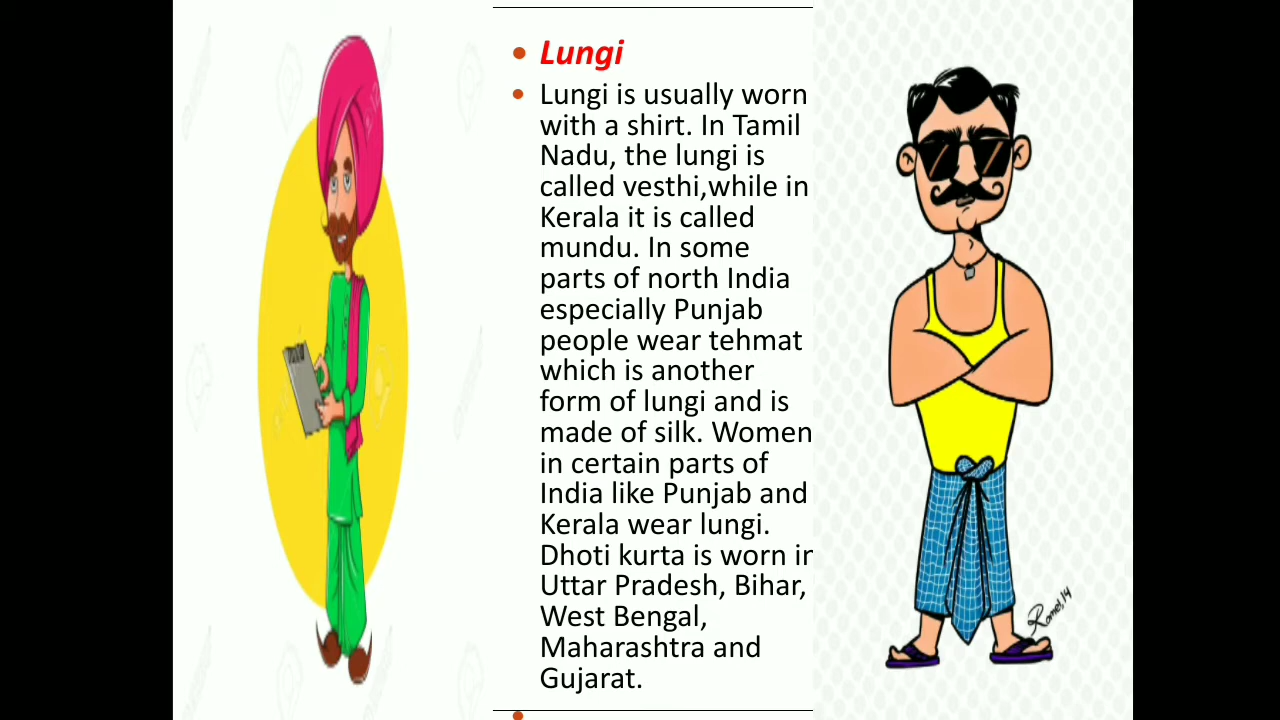 Lungi
Lungi is usually worn
with a shirt. In Tamil
Nadu, the lungi is
called vesthi,while in
Kerala it is called
mundu. In some
parts of north India
especially Punjab
people wear tehmat
which is another
form of lungi and is
made of silk. Women
in certain parts of
India like Punjab and
Kerala wear lungi.
Dhoti kurta is worn in
Uttar Pradesh, Bihar,
West Bengal,
Maharashtra and
Gujarat.